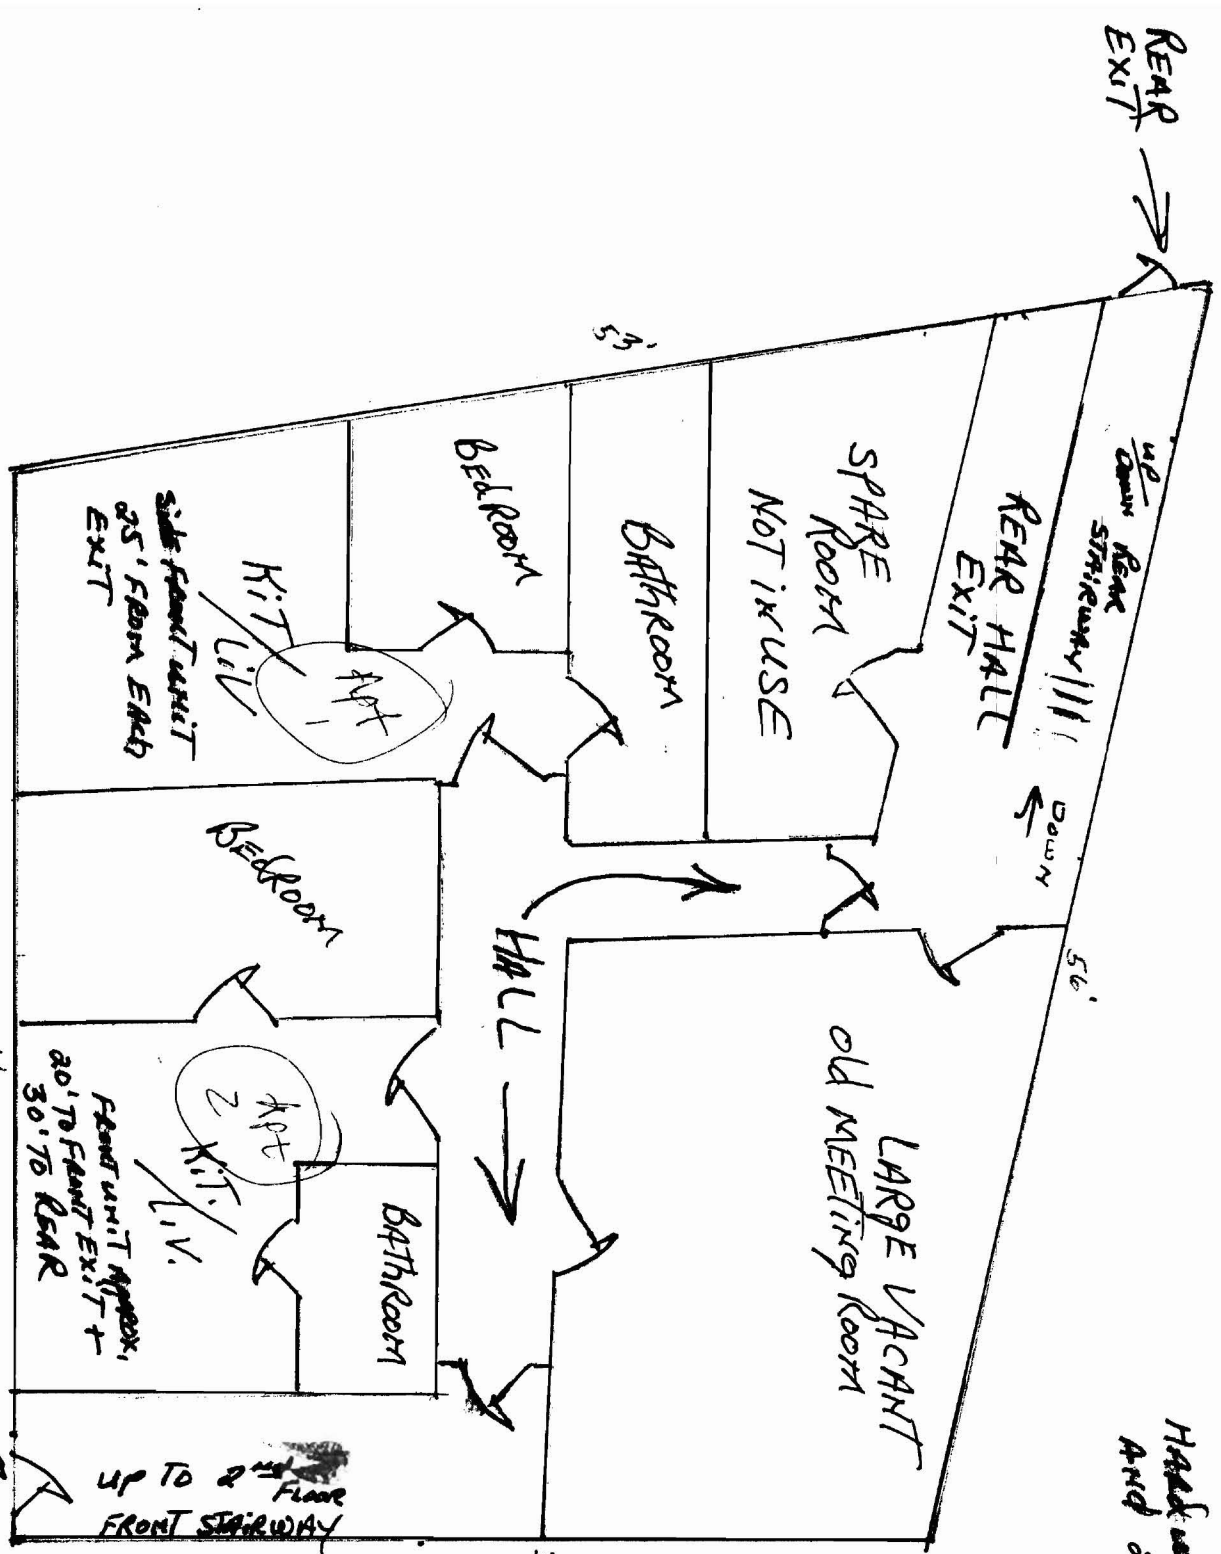 REAR
EXIT
53'
UP
DOWN REAR
STAIRWAY
REAR HALL
EXIT
DOWN
56'
SPARE
ROOM
NOT IN USE
BATHROOM
BEdROOM
KIT
LIV
Apt
1
Side FRONT UNIT
25' FROM EACh
EXIT
HALL
BEdROOM
LARGE VACANT
Old MEETING ROOM
Apt
2
KIT.
LIV.
BATHROOM
FRONT UNIT APPROX.
20' TO FRONT EXIT +
30' TO REAR
UP TO 2ND
FLOOR
FRONT STAIRWAY
HARd
AND